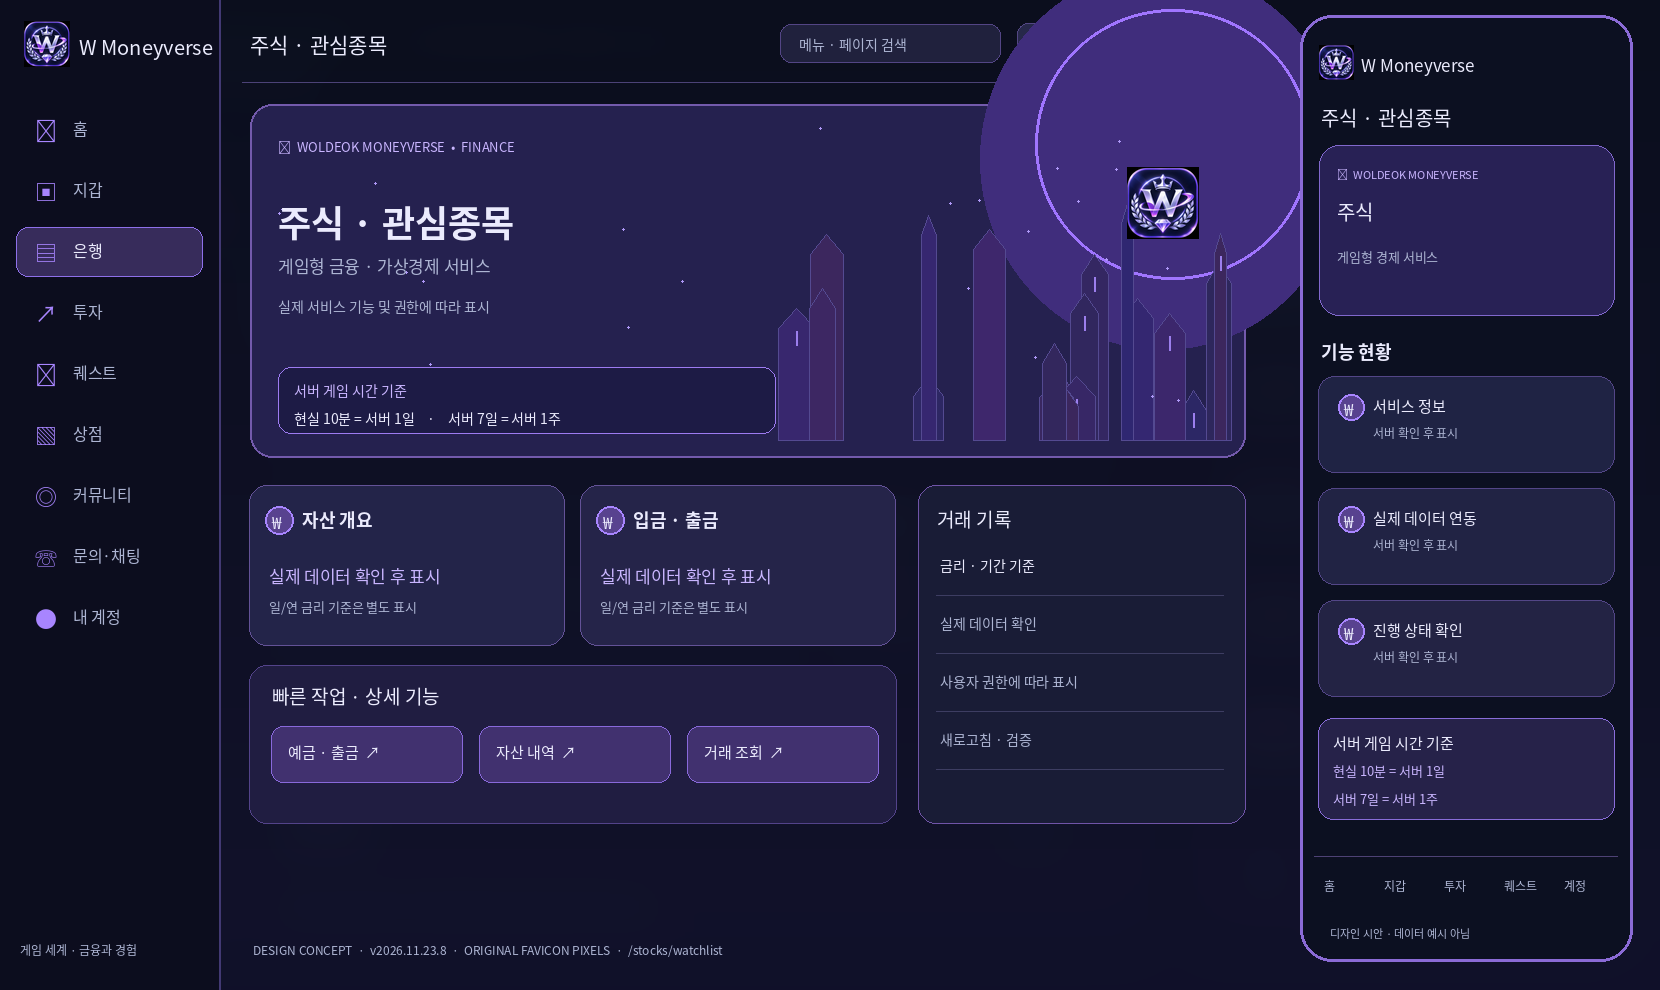 W Moneyverse
홈
지갑
은행
투자
퀘스트
상점
커뮤니티
문의·채팅
내 계정
게임 세계 · 금융과 경험
주식 · 관심종목
메뉴 · 페이지 검색
WOLDEOK MONEYVERSE • FINANCE
주식 · 관심종목
게임형 금융 · 가상경제 서비스
실제 서비스 기능 및 권한에 따라 표시
서버 게임 시간 기준
현실 10분 = 서버 1일 · 서버 7일 = 서버 1주
W
₩ 자산 개요
실제 데이터 확인 후 표시
일/연 금리 기준은 별도 표시
₩ 입금 · 출금
실제 데이터 확인 후 표시
일/연 금리 기준은 별도 표시
거래 기록
금리 · 기간 기준
실제 데이터 확인
사용자 권한에 따라 표시
새로고침 · 검증
빠른 작업 · 상세 기능
예금 · 출금 ↗
자산 내역 ↗
거래 조회 ↗
DESIGN CONCEPT · v2026.11.23.8 · ORIGINAL FAVICON PIXELS · /stocks/watchlist
W Moneyverse
주식 · 관심종목
WOLDEOK MONEYVERSE
주식
게임형 경제 서비스
기능 현황
₩ 서비스 정보
서버 확인 후 표시
₩ 실제 데이터 연동
서버 확인 후 표시
₩ 진행 상태 확인
서버 확인 후 표시
서버 게임 시간 기준
현실 10분 = 서버 1일
서버 7일 = 서버 1주
홈 지갑 투자 퀘스트 계정
디자인 시안 · 데이터 예시 아님